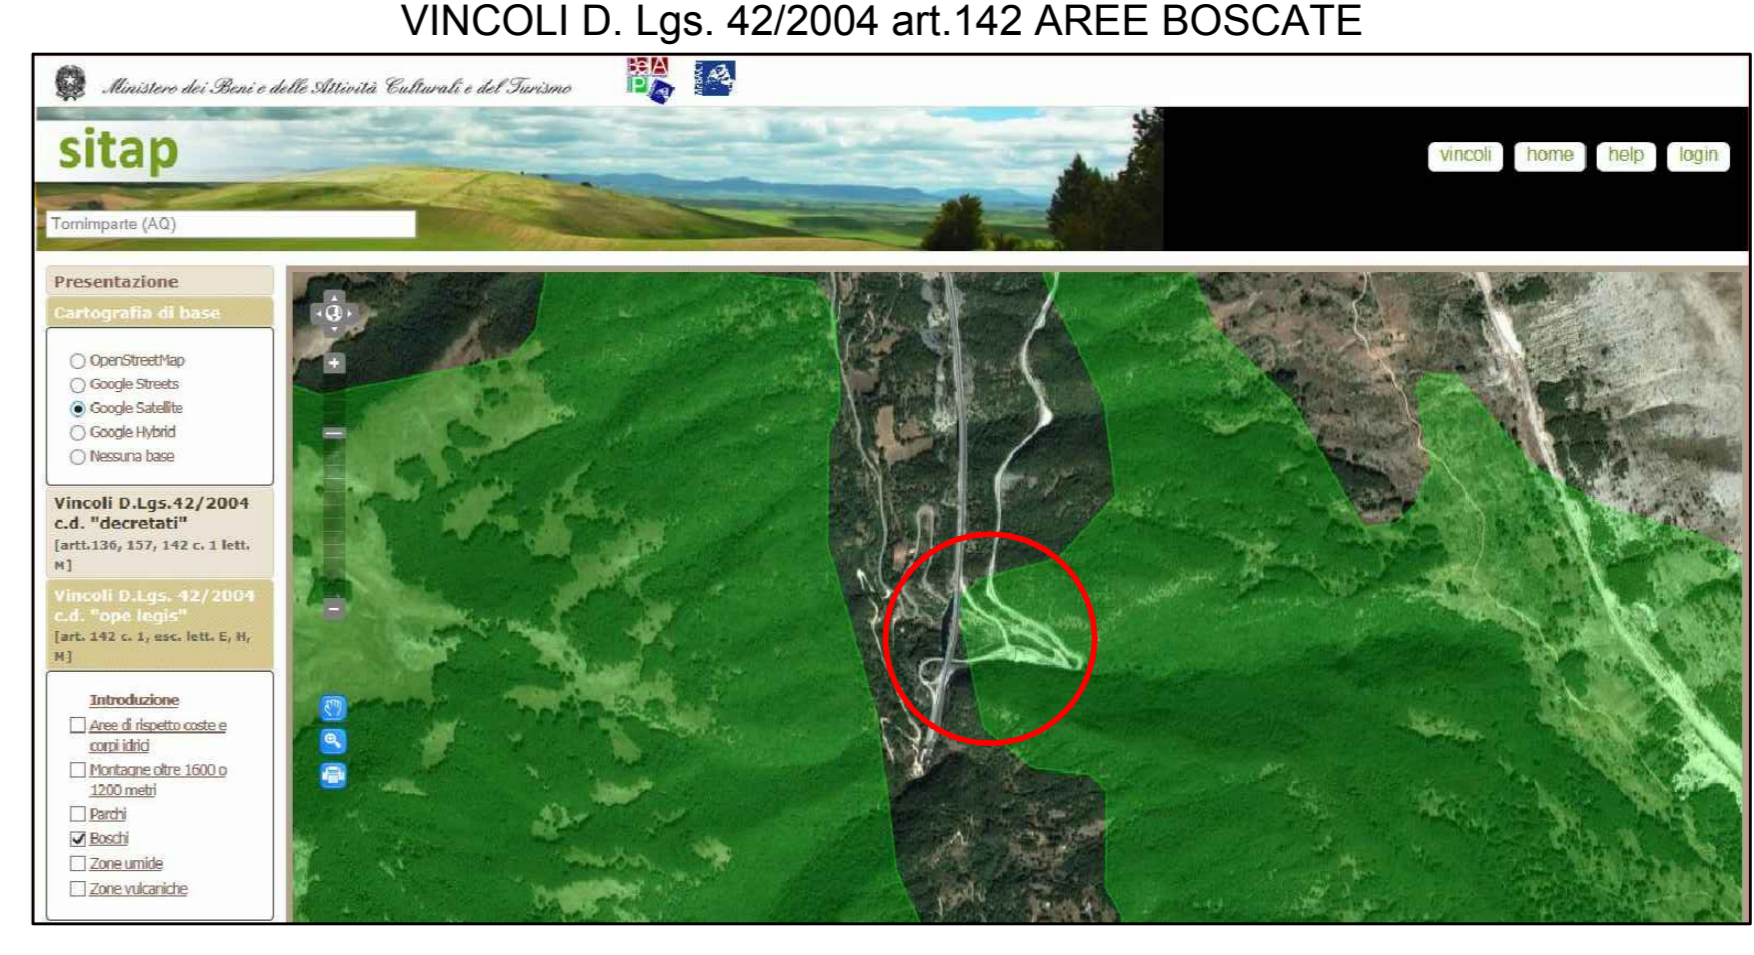 VINCOLI D. Lgs. 42/2004 art.142 AREE BOSCATE
Ministero dei Beni e delle Attività Culturali e del Turismo
sitap
vincoli
home
help
login
Tornimparte (AQ)
Presentazione
Cartografia di base
OpenStreetMap
Google Streets
Google Satellite
Google Hybrid
Nessuna base
Vincoli D.Lgs.42/2004
c.d. "decretati"
[artt.136, 157, 142 c. 1 lett.
M]
Vincoli D.Lgs. 42/2004
c.d. "ope legis"
[art. 142 c. 1, esc. lett. E, H,
M]
Introduzione
Aree di rispetto coste e
corpi idrici
Montagne oltre 1600 o
1200 metri
Parchi
Boschi
Zone umide
Zone vulcaniche